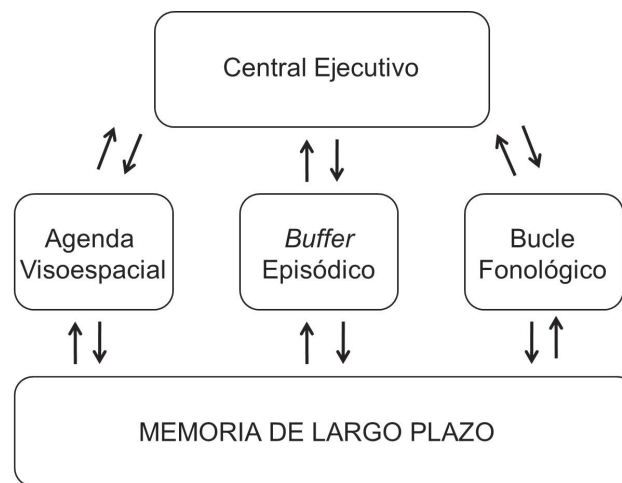 Central Ejecutivo
Agenda
Visoespacial
Buffer
Episódico
Bucle
Fonológico
MEMORIA DE LARGO PLAZO